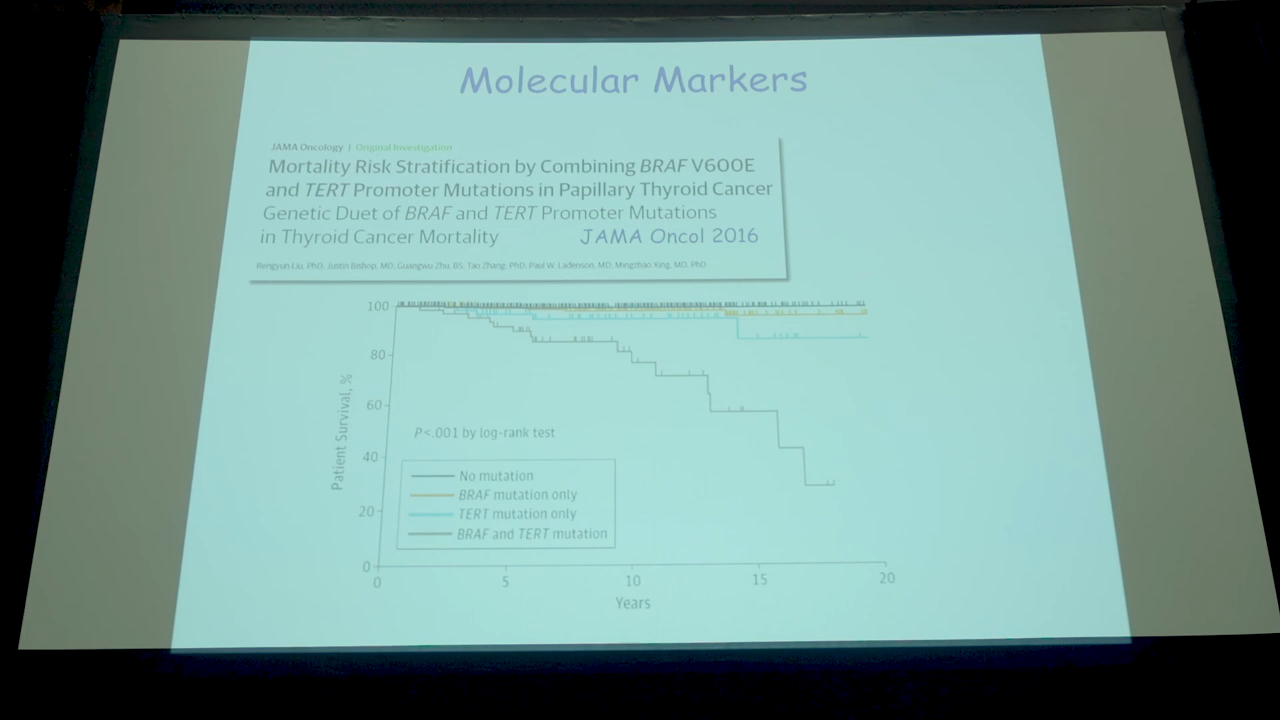 Molecular Markers
JAMA Oncology | Original Investigation
Mortality Risk Stratification by Combining BRAF V600E
and TERT Promoter Mutations in Papillary Thyroid Cancer
Genetic Duet of BRAF and TERT Promoter Mutations
in Thyroid Cancer Mortality
JAMA Oncol 2016
Rengyun Liu, PhD; Justin Bishop, MD; Guangwu Zhu, BS; Tao Zhang, PhD; Paul W. Ladenson, MD; Mingzhao Xing, MD, PhD
100
80
60
40
20
0
Patient Survival, %
P<.001 by log-rank test
No mutation
BRAF mutation only
TERT mutation only
BRAF and TERT mutation
0 5 10 15 20
Years